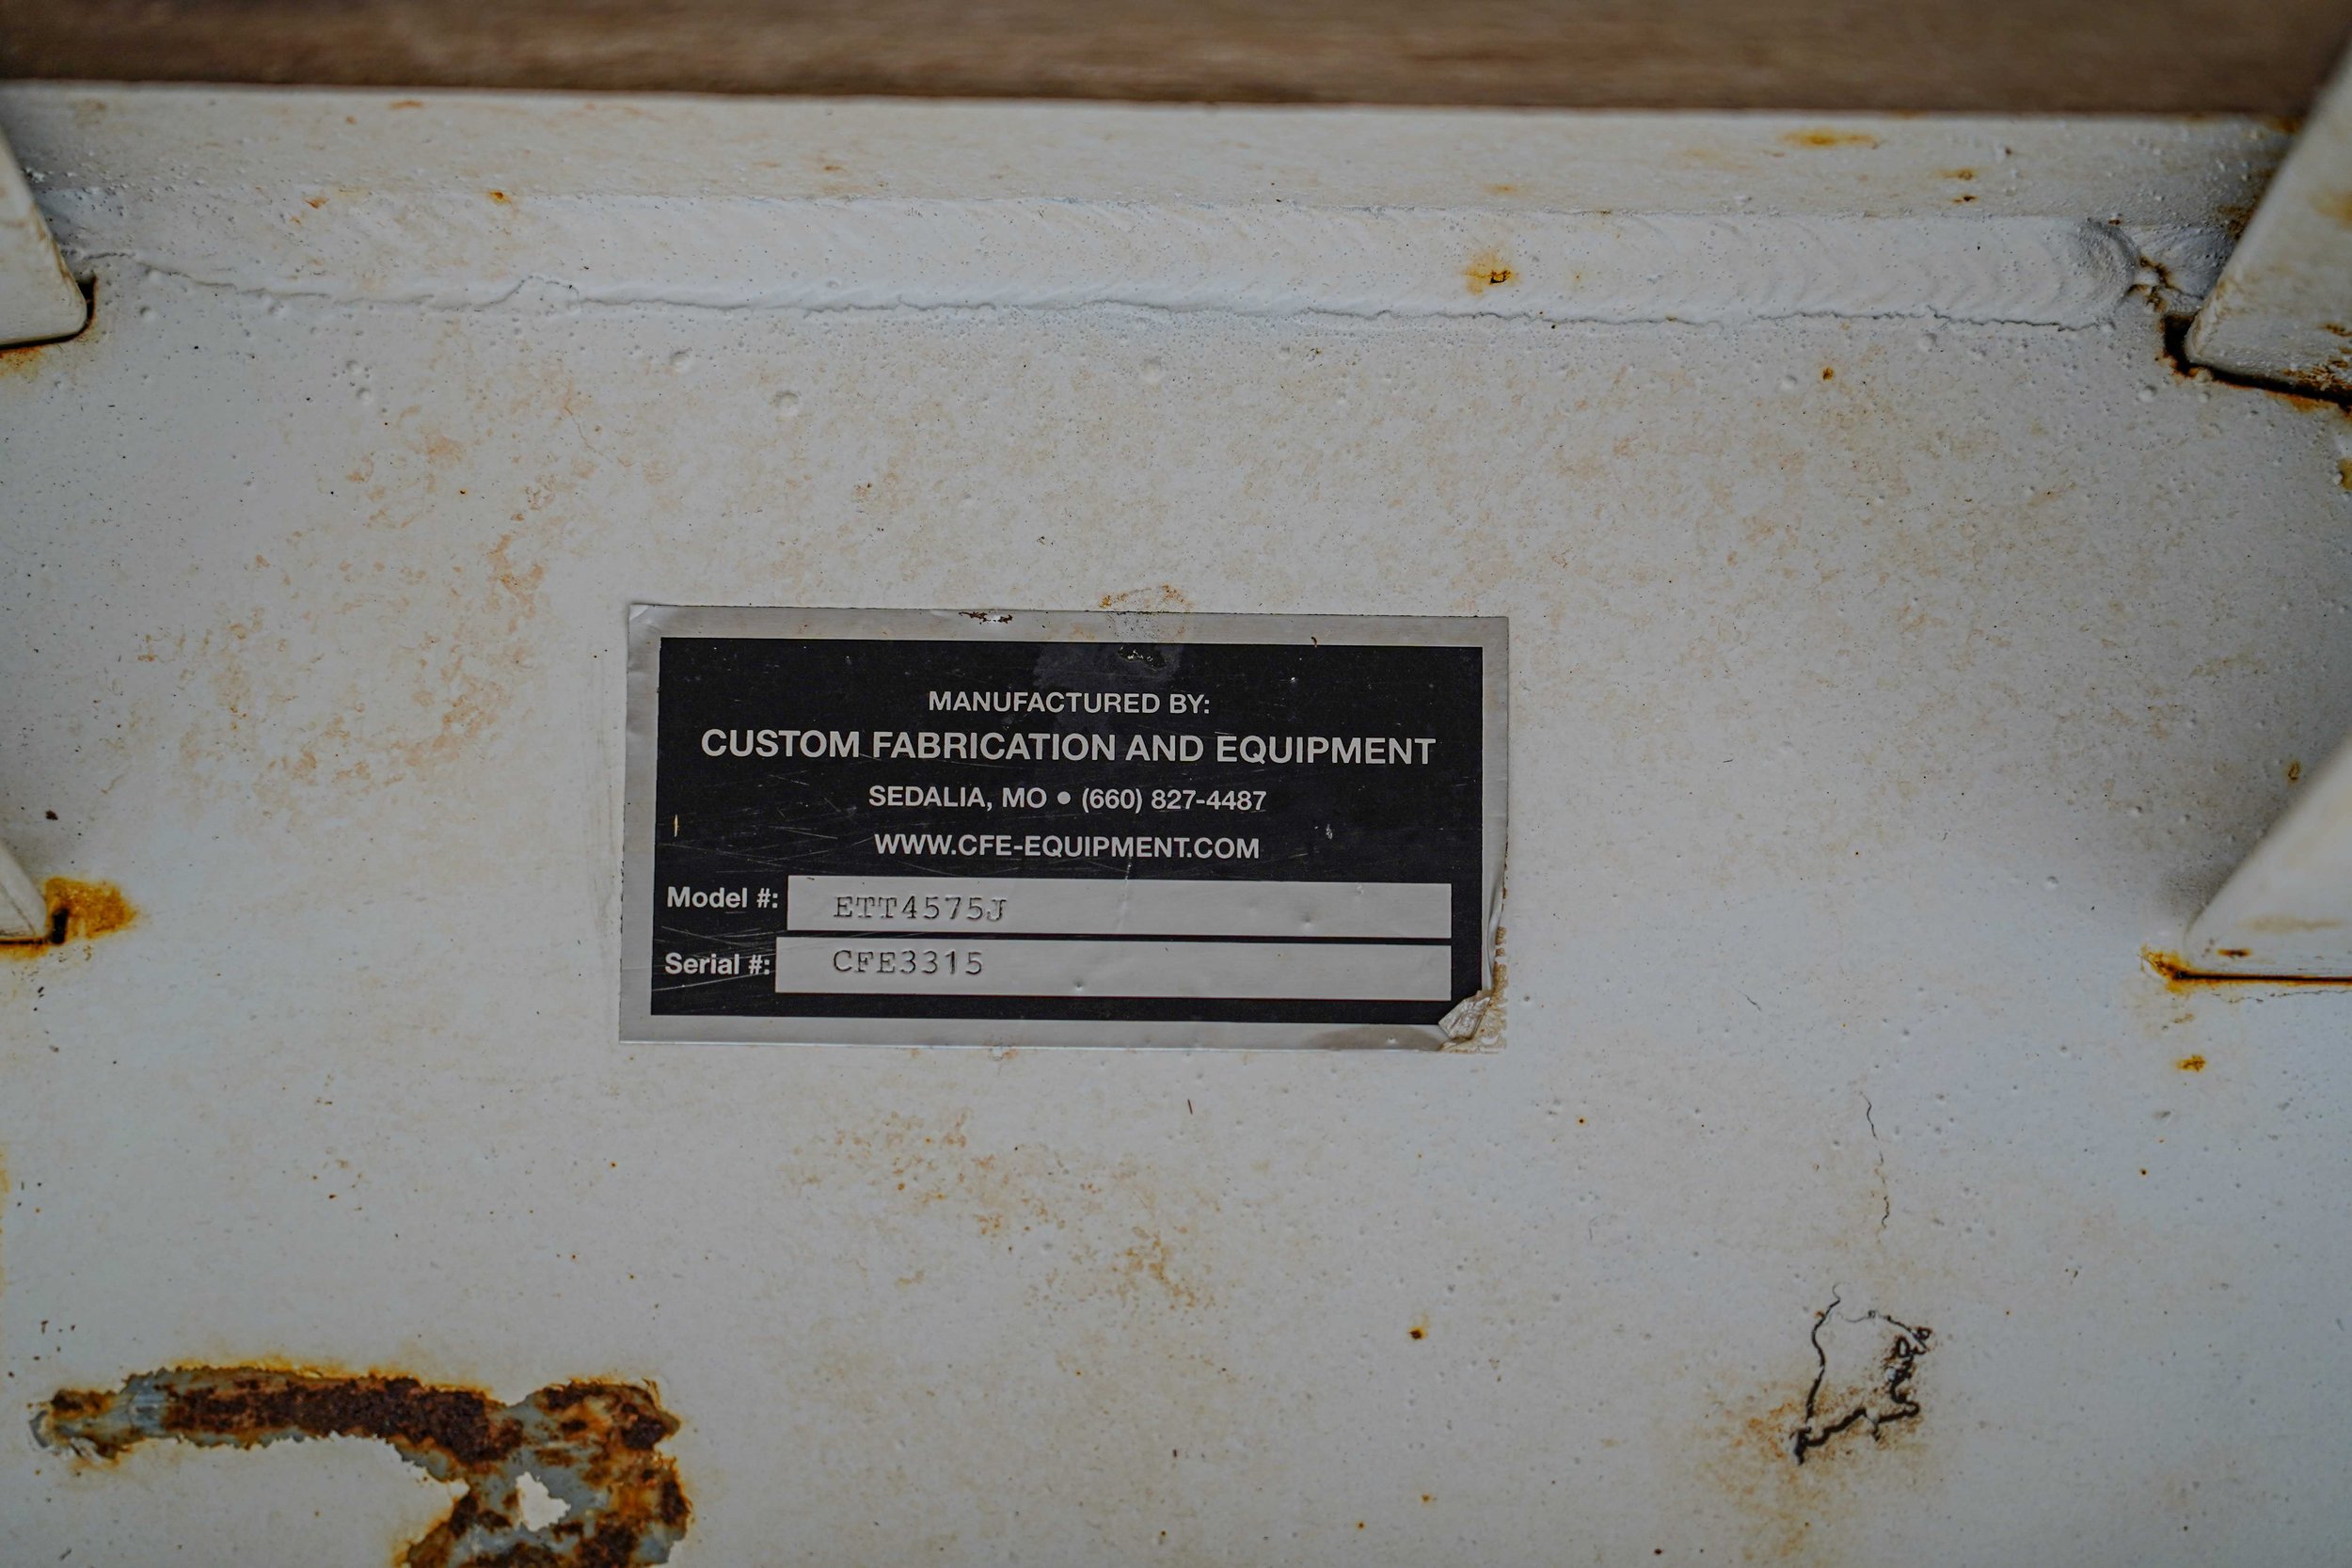 MANUFACTURED BY:
CUSTOM FABRICATION AND EQUIPMENT
SEDALIA, MO • (660) 827-4487
WWW.CFE-EQUIPMENT.COM
Model #: ETT4575J
Serial #: CFE3315